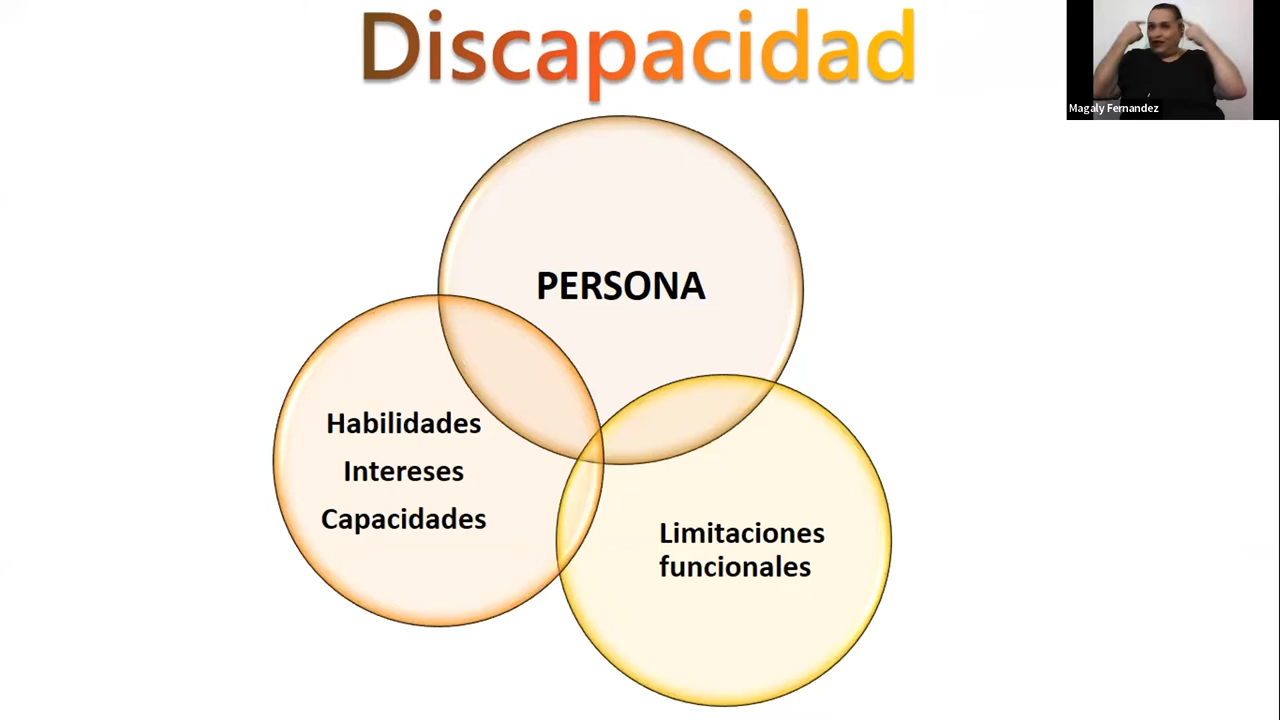 Discapacidad
Magaly Fernandez
PERSONA
Habilidades
Intereses
Capacidades
Limitaciones
funcionales